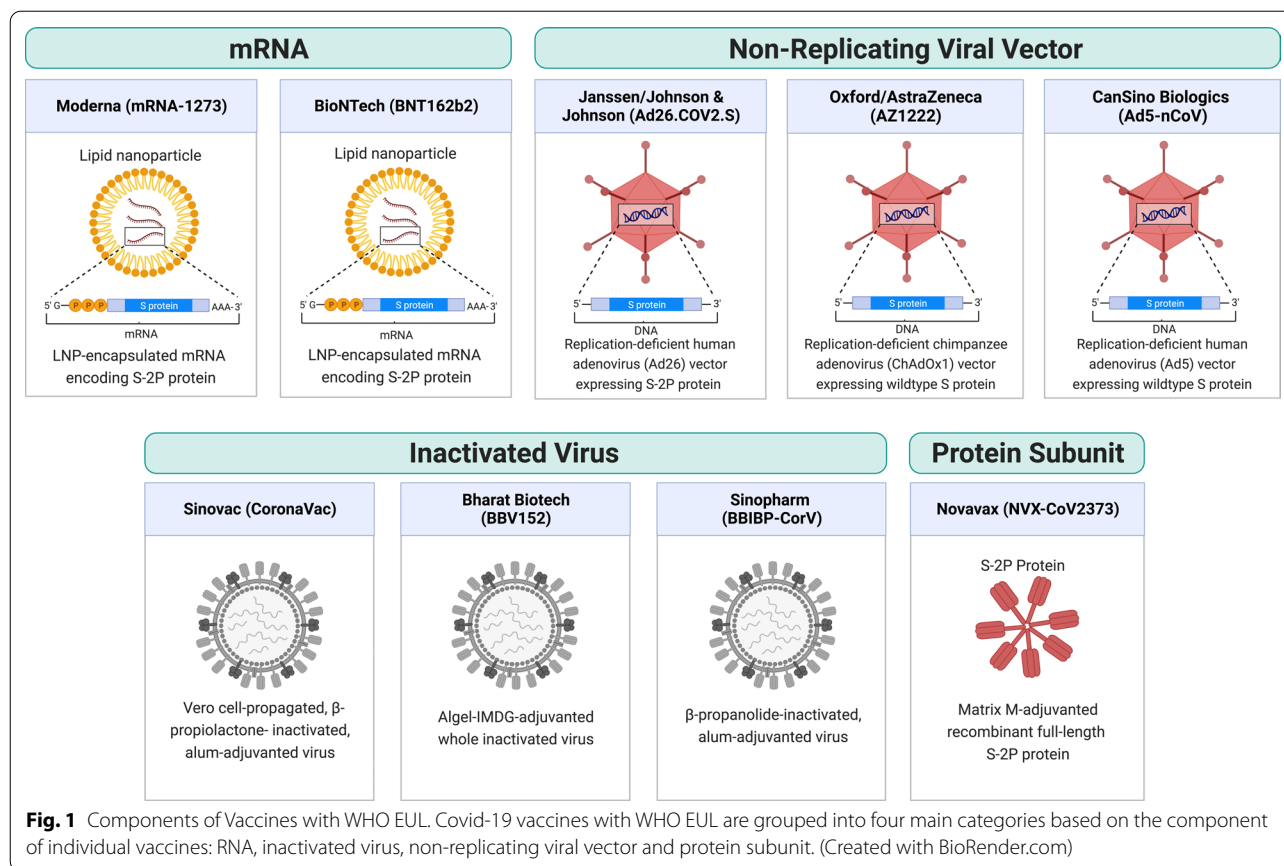 mRNA
Non-Replicating Viral Vector
Moderna (mRNA-1273)
Lipid nanoparticle
5' G
P P P
S protein
AAA-3'
mRNA
LNP-encapsulated mRNA
encoding S-2P protein
BioNTech (BNT162b2)
Lipid nanoparticle
5' G
P P P
S protein
AAA-3'
mRNA
LNP-encapsulated mRNA
encoding S-2P protein
Janssen/Johnson &
Johnson (Ad26.COV2.S)
5'
S protein
3'
DNA
Replication-deficient human
adenovirus (Ad26) vector
expressing S-2P protein
Oxford/AstraZeneca
(AZ1222)
5'
S protein
3'
DNA
Replication-deficient chimpanzee
adenovirus (ChAdOx1) vector
expressing wildtype S protein
CanSino Biologics
(Ad5-nCoV)
5'
S protein
3'
DNA
Replication-deficient human
adenovirus (Ad5) vector
expressing wildtype S protein
Inactivated Virus
Protein Subunit
Sinovac (CoronaVac)
Vero cell-propagated, β-
propiolactone- inactivated,
alum-adjuvanted virus
Bharat Biotech
(BBV152)
Algel-IMDG-adjuvanted
whole inactivated virus
Sinopharm
(BBIBP-CorV)
β-propanolide-inactivated,
alum-adjuvanted virus
Novavax (NVX-CoV2373)
S-2P Protein
Matrix M-adjuvanted
recombinant full-length
S-2P protein
Fig. 1 Components of Vaccines with WHO EUL. Covid-19 vaccines with WHO EUL are grouped into four main categories based on the component
of individual vaccines: RNA, inactivated virus, non-replicating viral vector and protein subunit. (Created with BioRender.com)